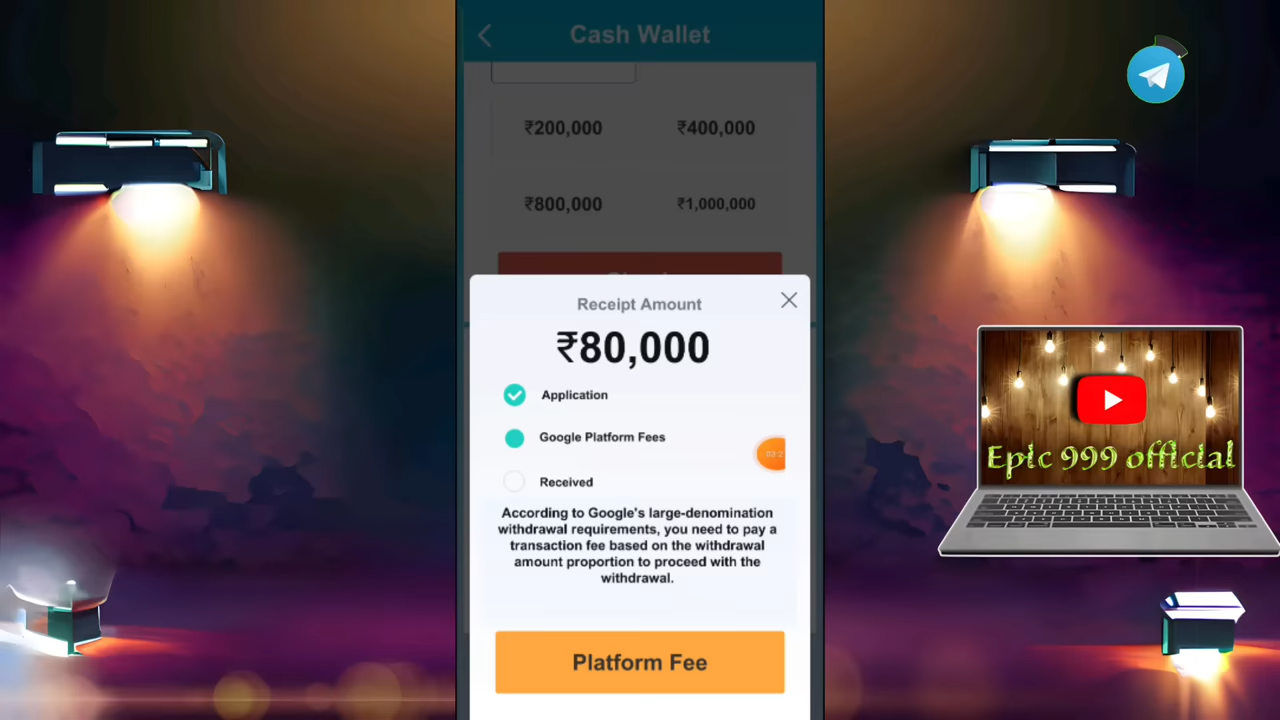 Cash Wallet
₹200,000 ₹400,000
₹800,000 ₹1,000,000
Receipt Amount
₹80,000
Application
Google Platform Fees
03:2
Received
According to Google's large-denomination
withdrawal requirements, you need to pay a
transaction fee based on the withdrawal
amount proportion to proceed with the
withdrawal.
Platform Fee
Epic 999 official